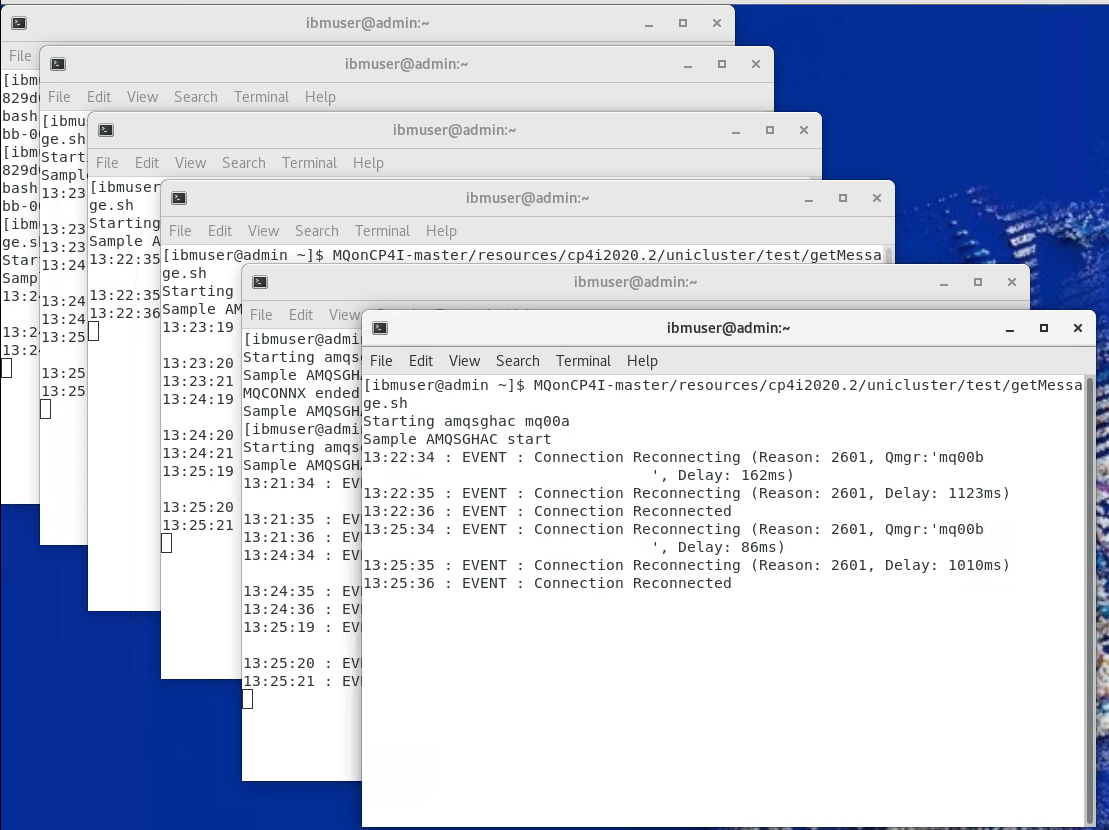 ibmuser@admin:~
File
[ibm
829d
bash
bb-0
[ibm
829d
bash
bb-0
[ibm
ge.s
Star
Samp
13:2
13:2
13:2
ibmuser@admin:~
File Edit View Search Terminal Help
[ibmu
ge.sh
Start
Sampl
13:23
13:23
13:23
13:24
13:24
13:24
13:25
13:25
13:25
ibmuser@admin:~
File Edit View Search Terminal Help
[ibmuser
ge.sh
Starting
Sample A
13:22:35
13:22:35
13:22:36
ibmuser@admin:~
File Edit View Search Terminal Help
[ibmuser@admin ~]$ MQonCP4I-master/resources/cp4i2020.2/unicluster/test/getMessa
ge.sh
Starting
Sample AM
13:23:19
13:23:20
13:23:21
13:24:19
13:24:20
13:24:21
13:25:19
13:25:20
13:25:21
ibmuser@admin:~
File Edit View
[ibmuser@admi
Starting amqs
Sample AMQSGH
MQCONNX ended
Sample AMQSGH
[ibmuser@admi
Starting amqs
Sample AMQSGH
13:21:34 : EV
13:21:35 : EV
13:21:36 : EV
13:24:34 : EV
13:24:35 : EV
13:24:36 : EV
13:25:19 : EV
13:25:20 : EV
13:25:21 : EV
ibmuser@admin:~
File Edit View Search Terminal Help
[ibmuser@admin ~]$ MQonCP4I-master/resources/cp4i2020.2/unicluster/test/getMessa
ge.sh
Starting amqsghac mq00a
Sample AMQSGHAC start
13:22:34 : EVENT : Connection Reconnecting (Reason: 2601, Qmgr:'mq00b
', Delay: 162ms)
13:22:35 : EVENT : Connection Reconnecting (Reason: 2601, Delay: 1123ms)
13:22:36 : EVENT : Connection Reconnected
13:25:34 : EVENT : Connection Reconnecting (Reason: 2601, Qmgr:'mq00b
', Delay: 86ms)
13:25:35 : EVENT : Connection Reconnecting (Reason: 2601, Delay: 1010ms)
13:25:36 : EVENT : Connection Reconnected